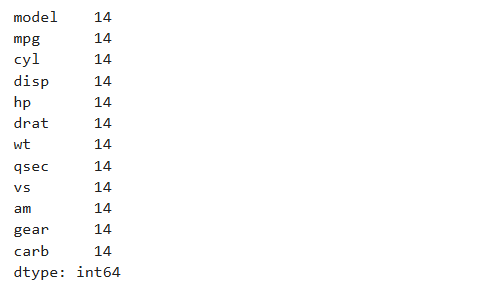 model    14
mpg      14
cyl      14
disp     14
hp       14
drat     14
wt       14
qsec     14
vs       14
am       14
gear     14
carb     14
dtype: int64